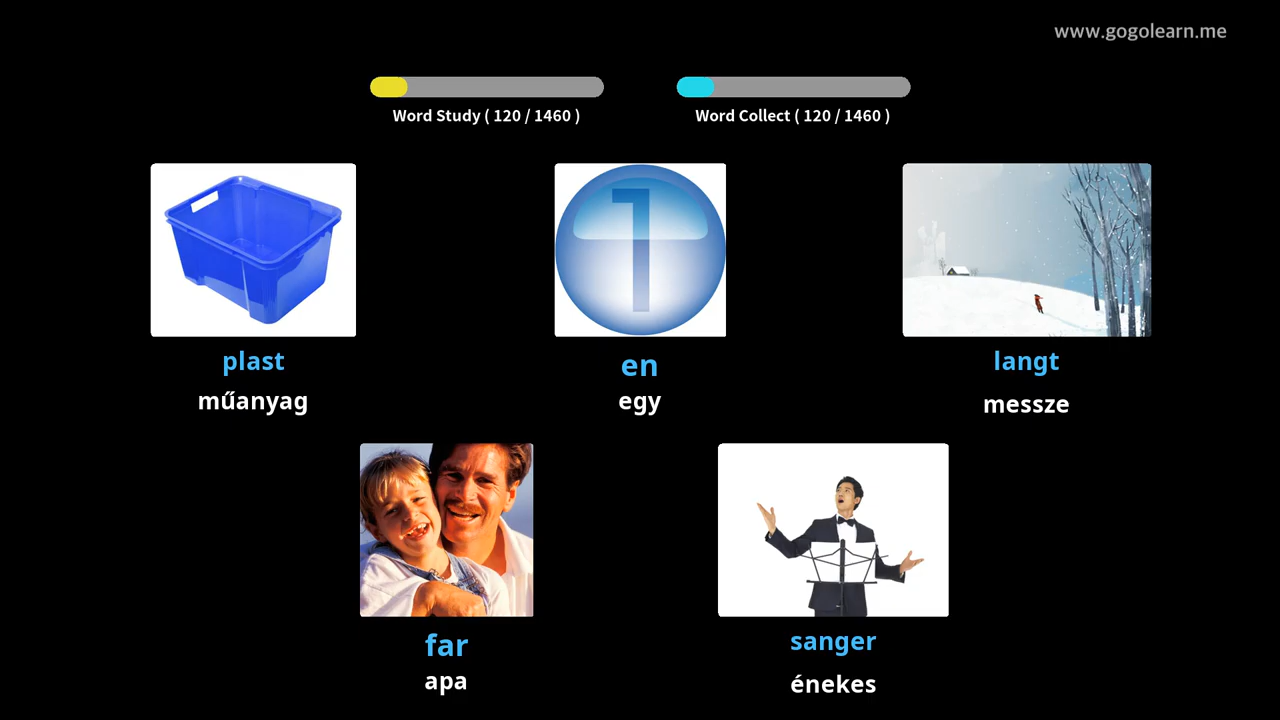 www.gogolearn.me
Word Study ( 120 / 1460 )
Word Collect ( 120 / 1460 )
1
plast
műanyag
en
egy
langt
messze
far
apa
sanger
énekes